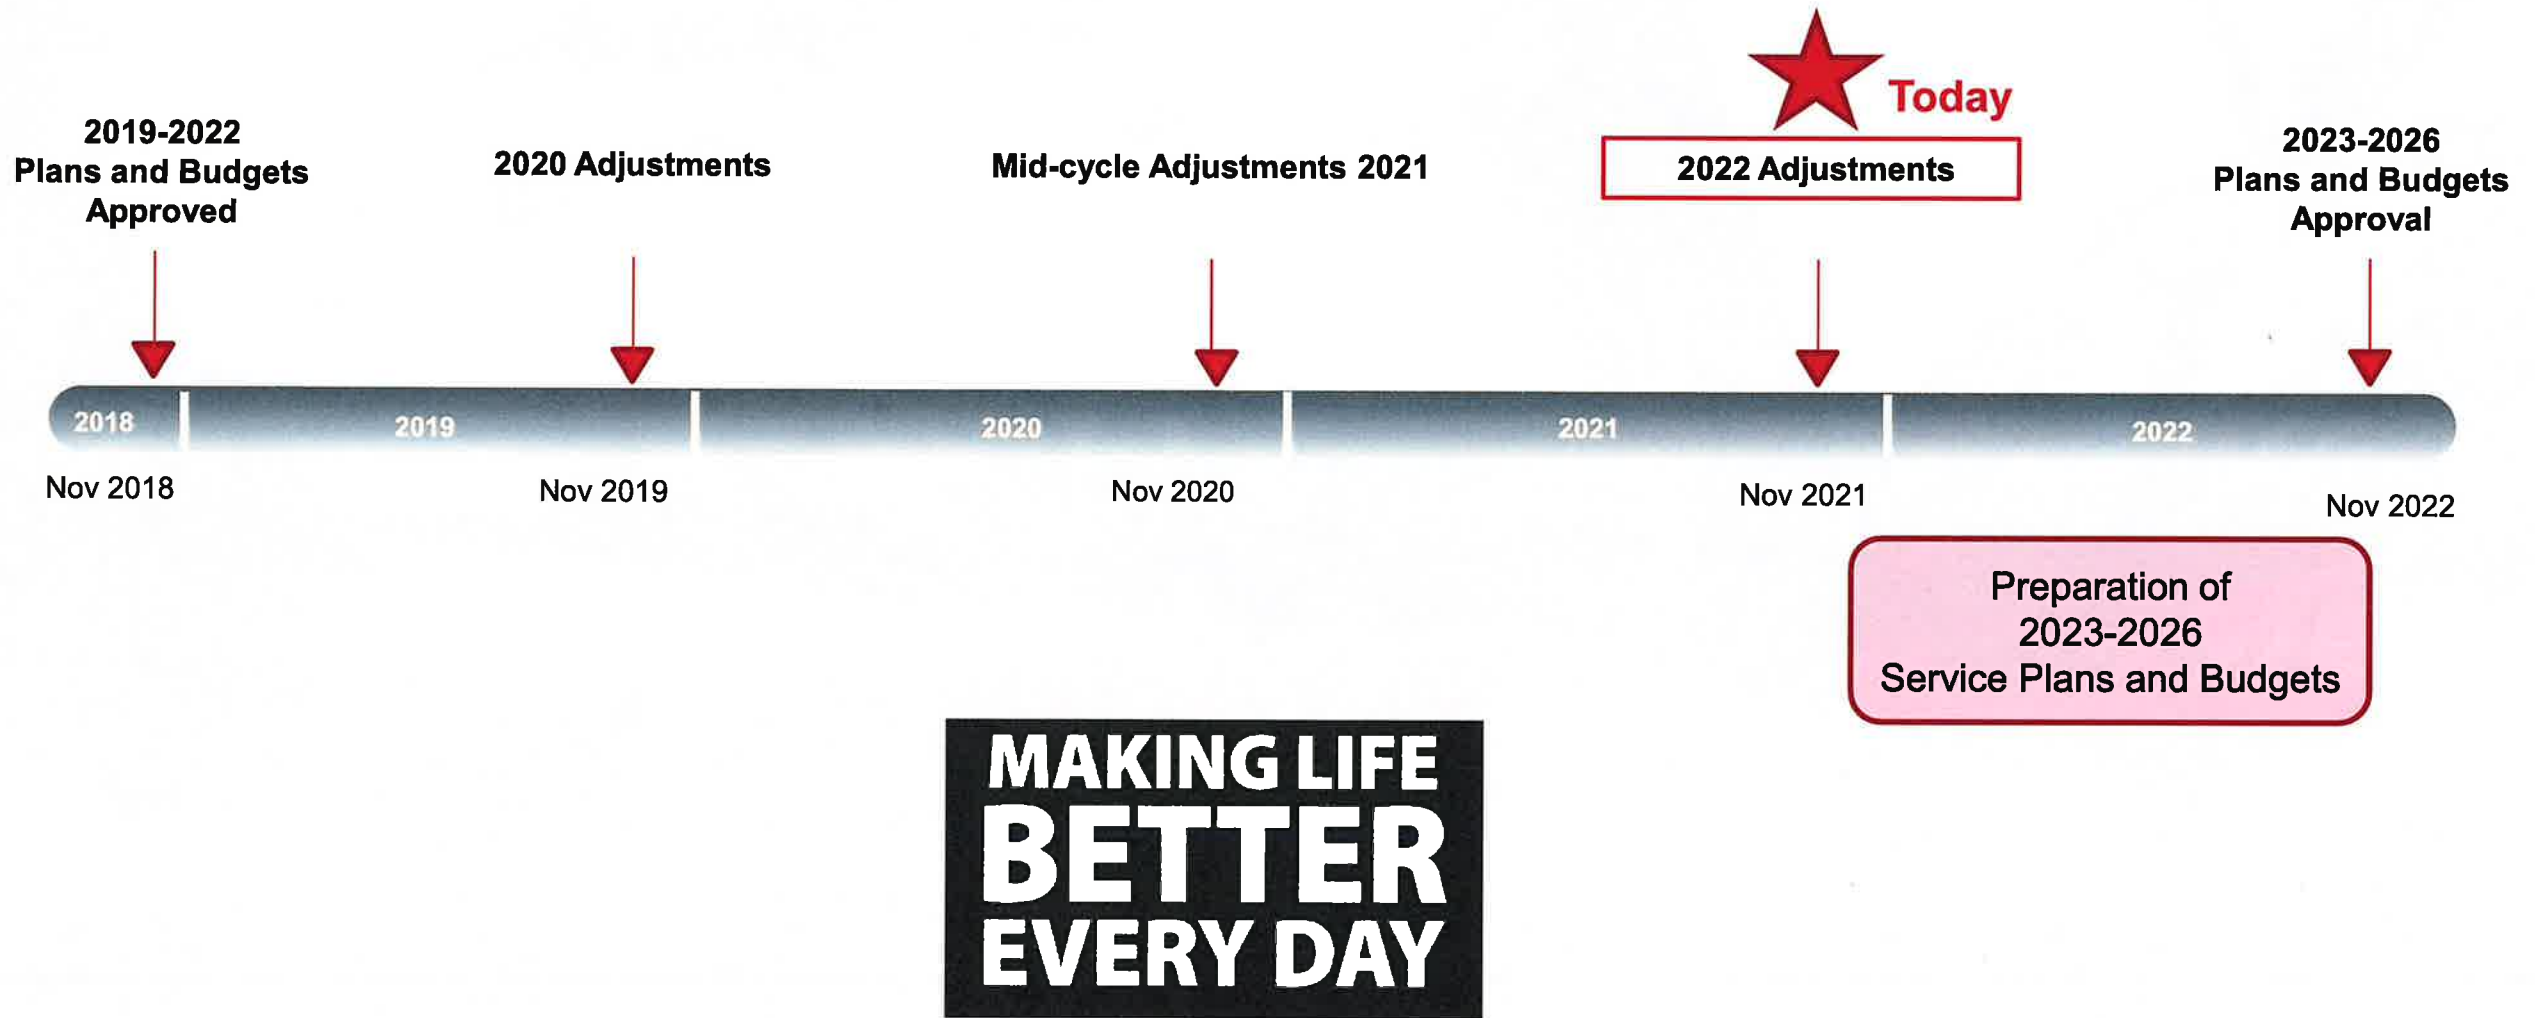 Today
2019-2022
Plans and Budgets
Approved
2020 Adjustments
Mid-cycle Adjustments 2021
2022 Adjustments
2023-2026
Plans and Budgets
Approval
2018
2019
2020
2021
2022
Nov 2018
Nov 2019
Nov 2020
Nov 2021
Nov 2022
Preparation of
2023-2026
Service Plans and Budgets
MAKING LIFE
BETTER
EVERY DAY